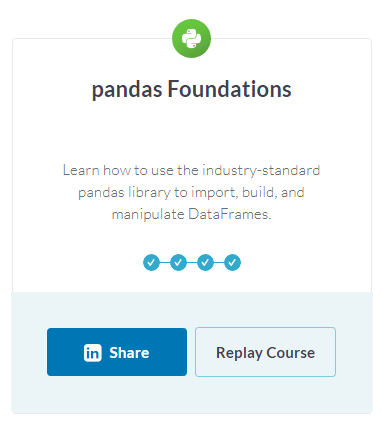 pandas Foundations
Learn how to use the industry-standard
pandas library to import, build, and
manipulate DataFrames.
in Share
Replay Course